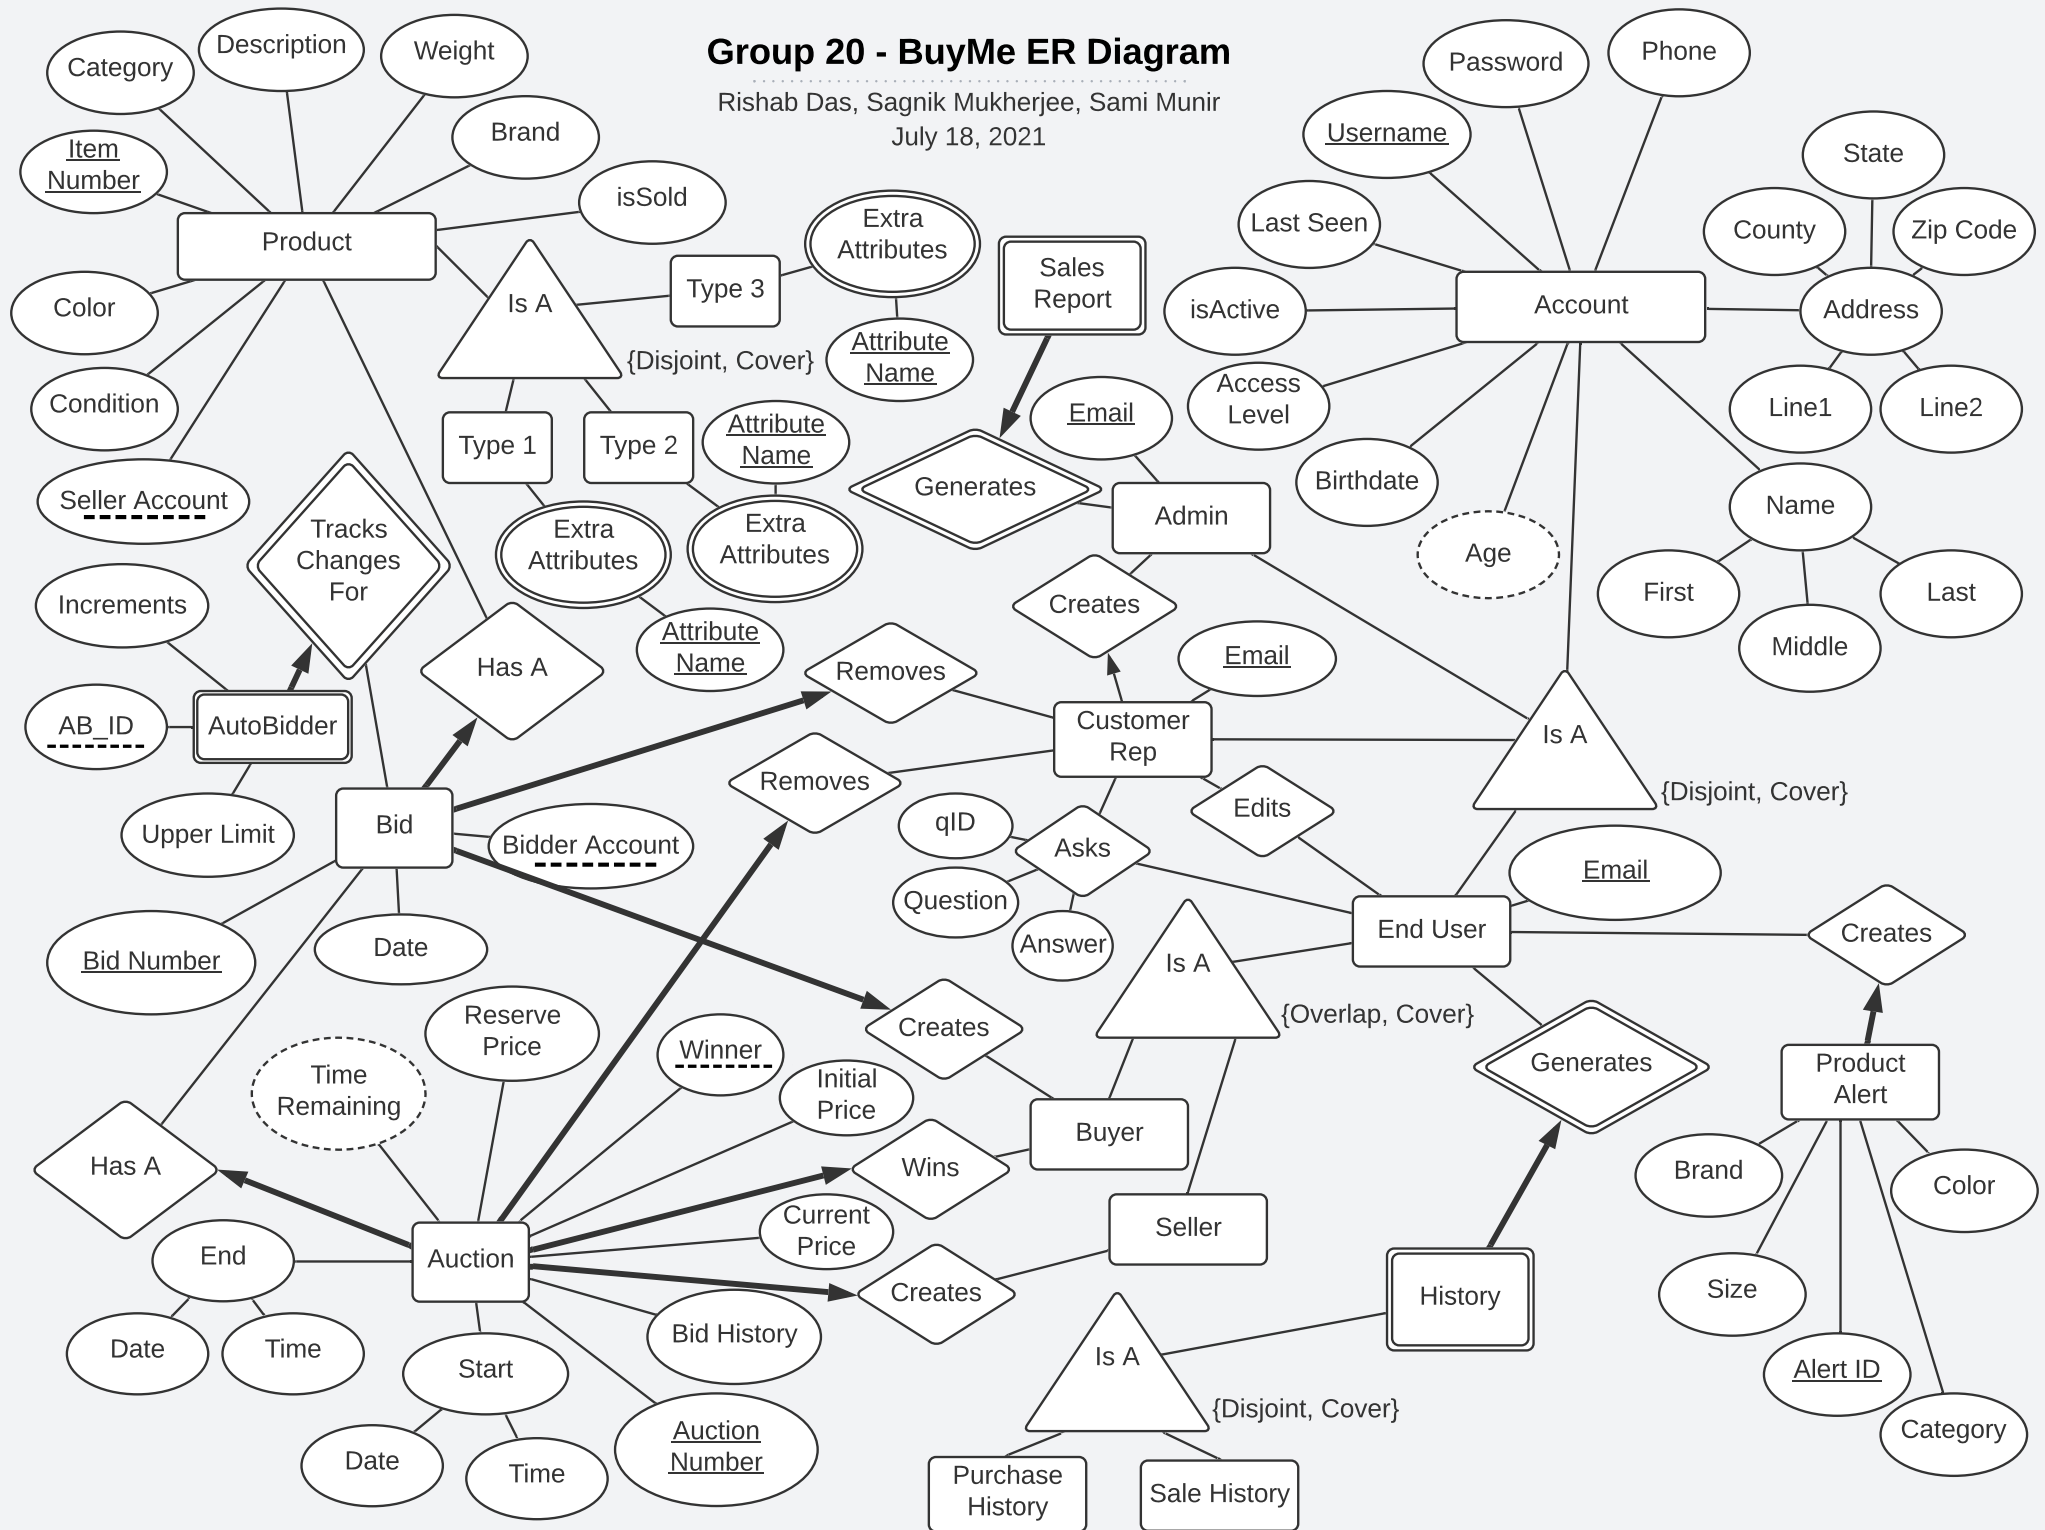 Group 20 - BuyMe ER Diagram
Rishab Das, Sagnik Mukherjee, Sami Munir
July 18, 2021
Category
Description
Weight
Brand
Item
Number
isSold
Product
Color
Condition
Seller Account
Is A
{Disjoint, Cover}
Type 3
Extra
Attributes
Attribute
Name
Type 1
Type 2
Attribute
Name
Extra
Attributes
Extra
Attributes
Attribute
Name
Sales
Report
Generates
Email
Admin
Creates
Password
Phone
Username
Last Seen
isActive
Access
Level
Birthdate
Age
Account
State
County
Zip Code
Address
Line1
Line2
Name
First
Middle
Last
Tracks
Changes
For
Increments
AB_ID
AutoBidder
Upper Limit
Has A
Removes
Removes
Email
Customer
Rep
Is A
{Disjoint, Cover}
Bid
Bidder Account
Bid Number
Date
qID
Question
Answer
Asks
Edits
Email
End User
Creates
Is A
{Overlap, Cover}
Creates
Generates
Product
Alert
Brand
Color
Size
Alert ID
Category
Reserve
Price
Time
Remaining
Winner
Initial
Price
Buyer
Wins
Has A
Current
Price
Seller
Auction
Creates
End
Date
Time
Start
Date
Time
Bid History
Auction
Number
History
Is A
{Disjoint, Cover}
Purchase
History
Sale History